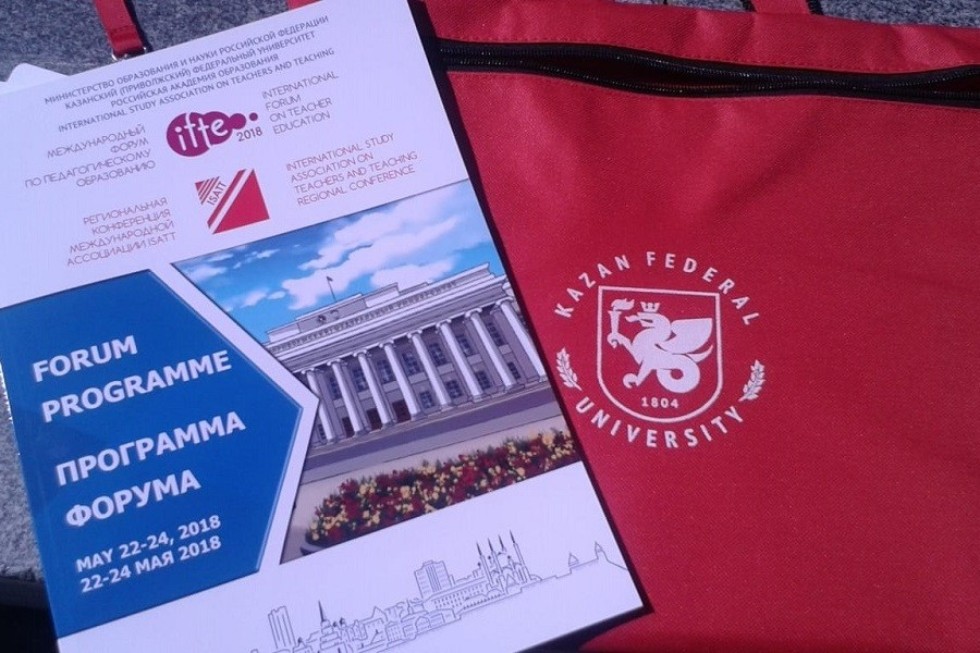 МИНИСТЕРСТВО ОБРАЗОВАНИЯ И НАУКИ РОССИЙСКОЙ ФЕДЕРАЦИИ
КАЗАНСКИЙ (ПРИВОЛЖСКИЙ) ФЕДЕРАЛЬНЫЙ УНИВЕРСИТЕТ
РОССИЙСКАЯ АКАДЕМИЯ ОБРАЗОВАНИЯ
INTERNATIONAL STUDY ASSOCIATION ON TEACHERS AND TEACHING
МЕЖДУНАРОДНЫЙ
ФОРУМ
ПО ПЕДАГОГИЧЕСКОМУ
ОБРАЗОВАНИЮ
ifte
2018
INTERNATIONAL
FORUM
ON TEACHER
EDUCATION
РЕГИОНАЛЬНАЯ
КОНФЕРЕНЦИЯ
МЕЖДУНАРОДНОЙ
АССОЦИАЦИИ ISATT
ISATT
INTERNATIONAL STUDY
ASSOCIATION ON
TEACHERS AND TEACHING
REGIONAL CONFERENCE
FORUM
PROGRAMME
ПРОГРАММА
ФОРУМА
MAY 22-24, 2018
22-24 МАЯ 2018
KAZAN FEDERAL
UNIVERSITY
1804